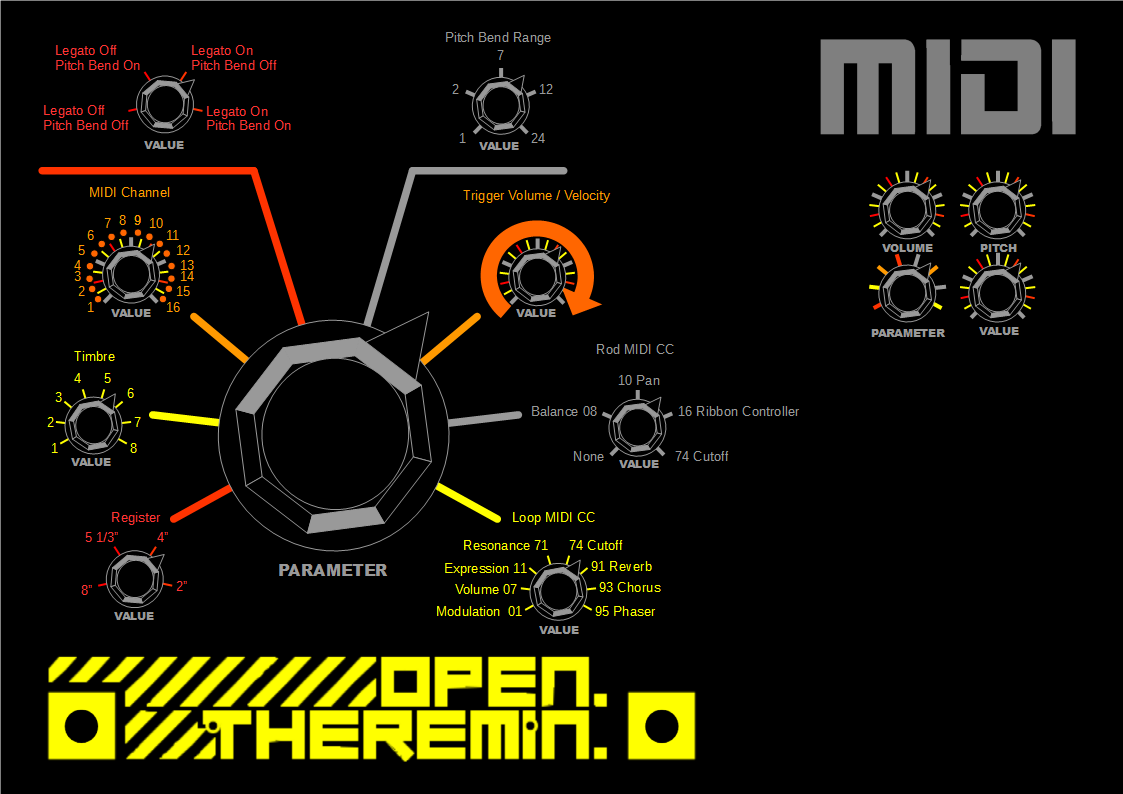 Legato Off
Pitch Bend On
Legato On
Pitch Bend Off
Legato Off
Pitch Bend Off
Legato On
Pitch Bend On
VALUE
Pitch Bend Range
7
2
12
1
24
VALUE
MIDI
MIDI Channel
8 9
7 10
6 11
5 12
4 13
3 14
2 15
1 16
VALUE
Trigger Volume / Velocity
VALUE
VOLUME
PITCH
PARAMETER
VALUE
Timbre
4 5
3 6
2 7
1 8
VALUE
Rod MIDI CC
10 Pan
Balance 08
16 Ribbon Controller
None
74 Cutoff
VALUE
Register
5 1/3”
4”
8”
2”
VALUE
PARAMETER
Loop MIDI CC
Resonance 71
74 Cutoff
Expression 11
91 Reverb
Volume 07
93 Chorus
Modulation 01
95 Phaser
VALUE
OPEN.
THEREMIN.